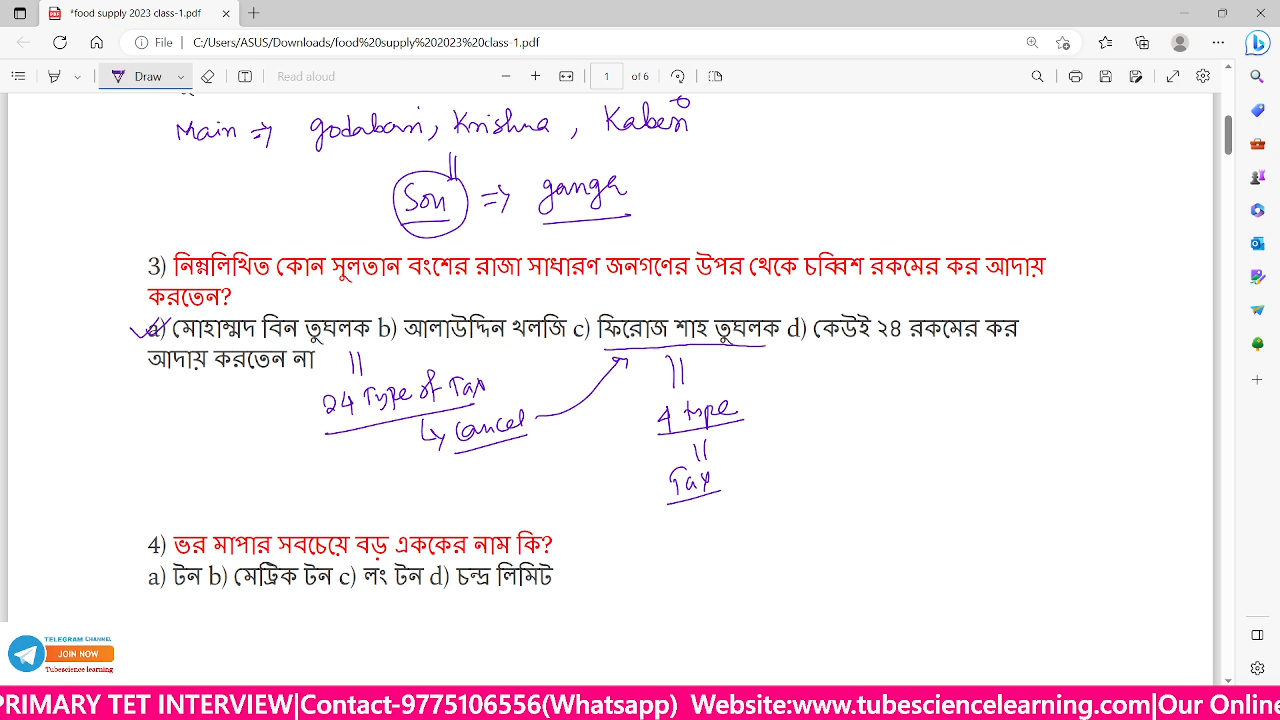 *food supply 2023 class-1.pdf
File C:/Users/ASUS/Downloads/food%20supply%202023%20class-1.pdf
Draw Read aloud 1 of 6
Main => godabari, Krishna, Kaberi
Son => ganga
3) নিম্নলিখিত কোন সুলতান বংশের রাজা সাধারণ জনগণের উপর থেকে চব্বিশ রকমের কর আদায়
করতেন?
a) মোহাম্মদ বিন তুঘলক b) আলাউদ্দিন খলজি c) ফিরোজ শাহ তুঘলক d) কেউই ২৪ রকমের কর
আদায় করতেন না
24 Type of Tax
cancel
4 type
Tax
4) ভর মাপার সবচেয়ে বড় এককের নাম কি?
a) টন b) মেট্রিক টন c) লং টন d) চন্দ্র লিমিট
TELEGRAM CHANNEL
JOIN NOW
Tubescience learning
PRIMARY TET INTERVIEW|Contact-9775106556(Whatsapp) Website:www.tubesciencelearning.com|Our Online